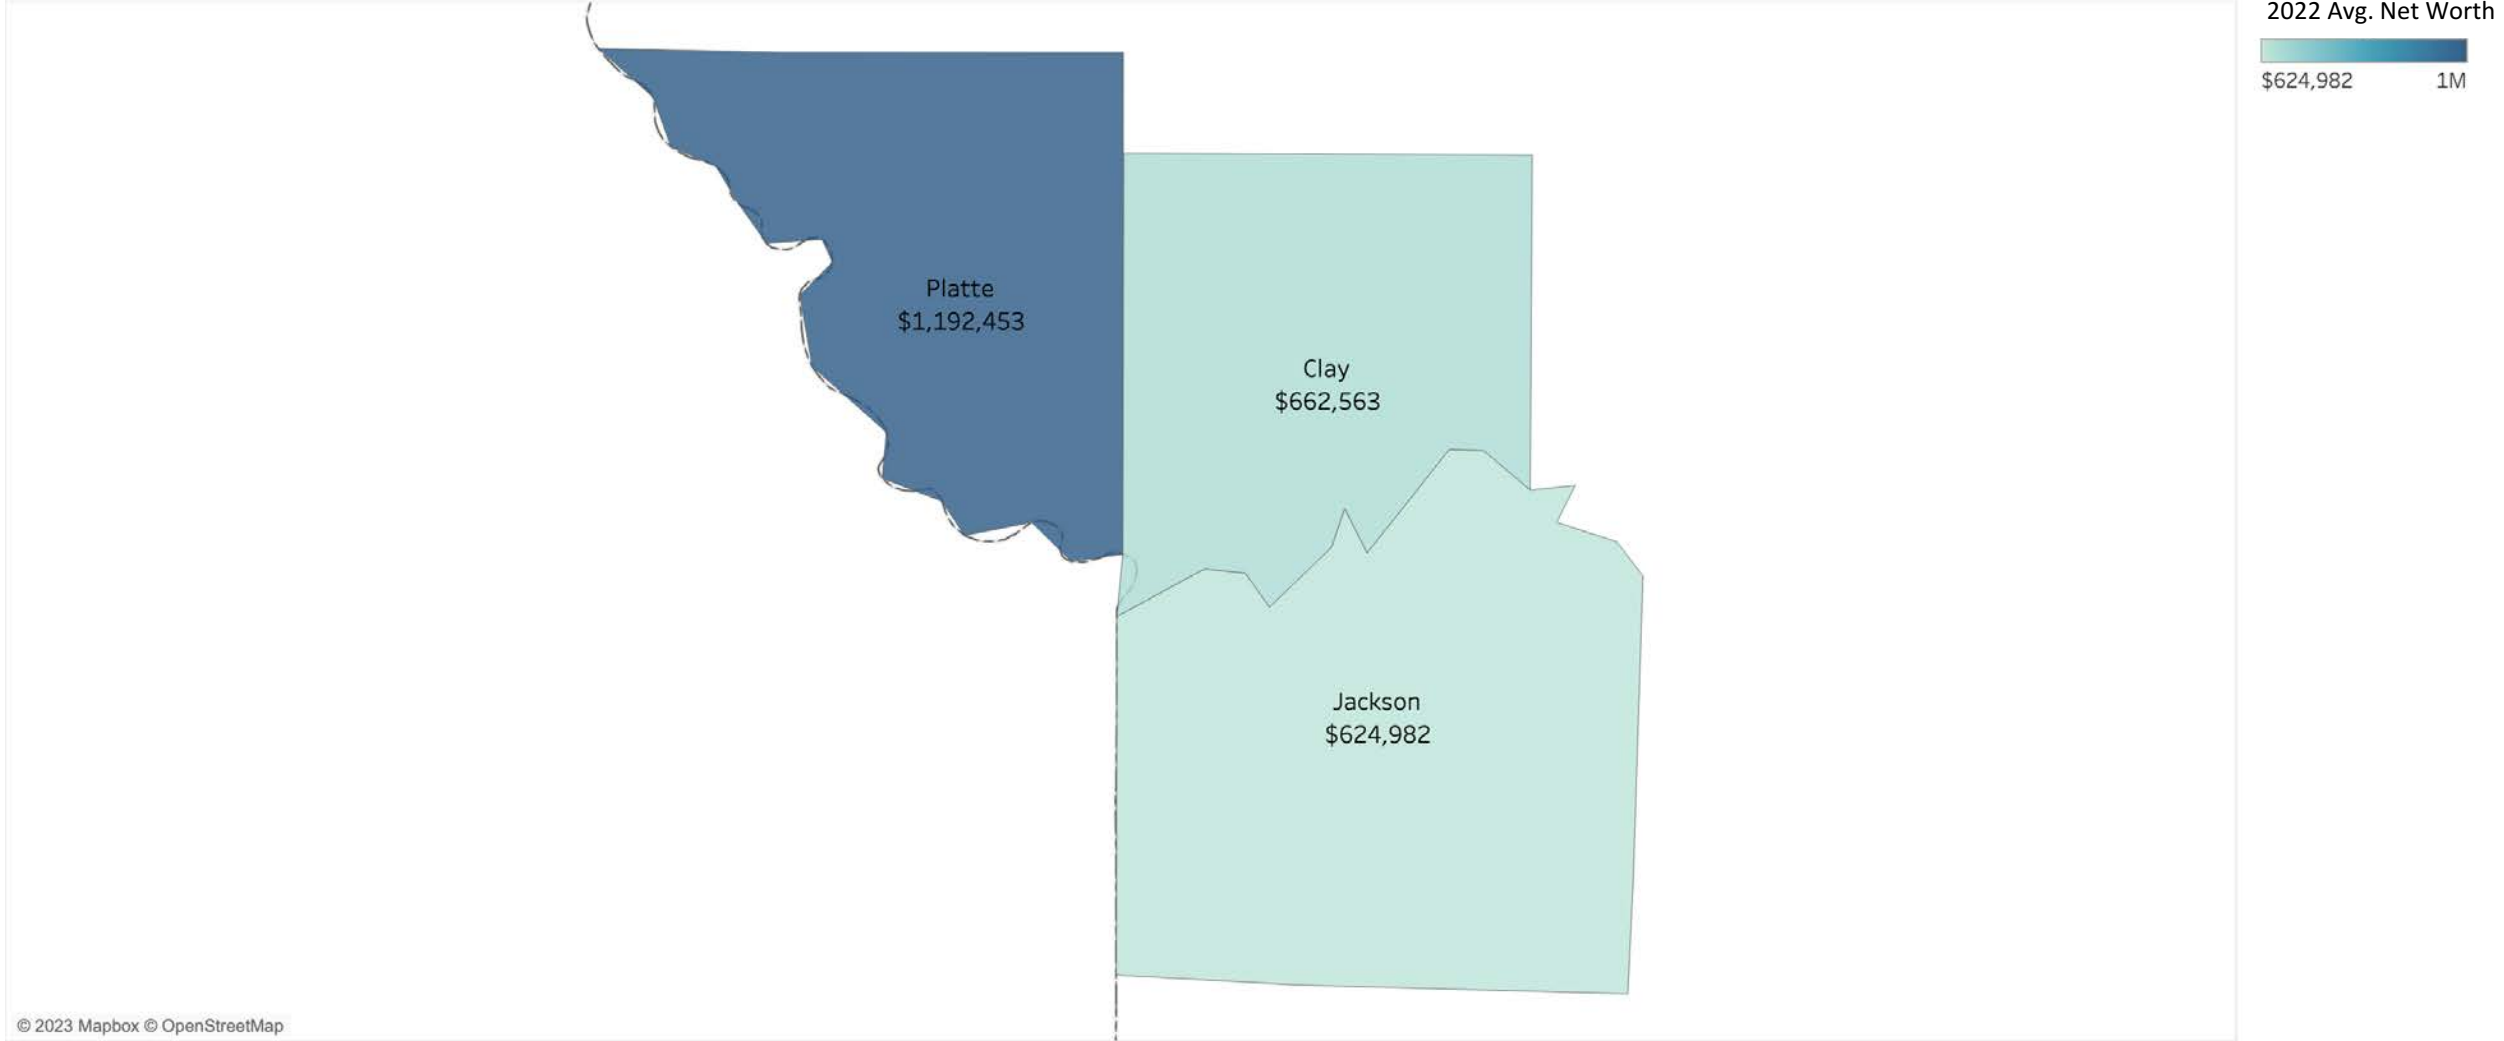 2022 Avg. Net Worth
$624,982 1M
Platte
$1,192,453
Clay
$662,563
Jackson
$624,982
© 2023 Mapbox © OpenStreetMap